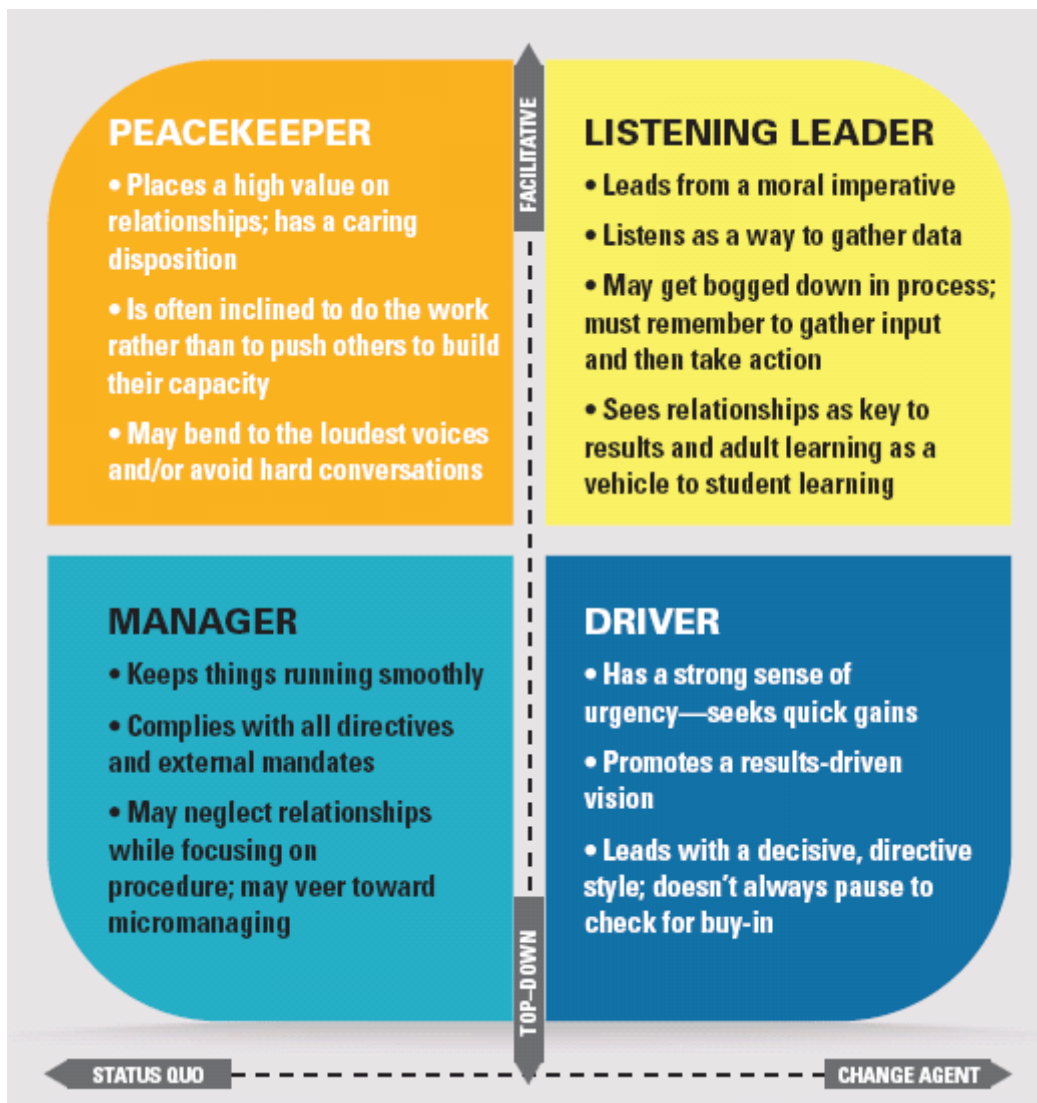 PEACEKEEPER
• Places a high value on
relationships; has a caring
disposition
• Is often inclined to do the work
rather than to push others to build
their capacity
• May bend to the loudest voices
and/or avoid hard conversations
FACILITATIVE
LISTENING LEADER
• Leads from a moral imperative
• Listens as a way to gather data
• May get bogged down in process;
must remember to gather input
and then take action
• Sees relationships as key to
results and adult learning as a
vehicle to student learning
MANAGER
• Keeps things running smoothly
• Complies with all directives
and external mandates
• May neglect relationships
while focusing on
procedure; may veer toward
micromanaging
TOP–DOWN
DRIVER
• Has a strong sense of
urgency—seeks quick gains
• Promotes a results-driven
vision
• Leads with a decisive, directive
style; doesn’t always pause to
check for buy-in
STATUS QUO
CHANGE AGENT